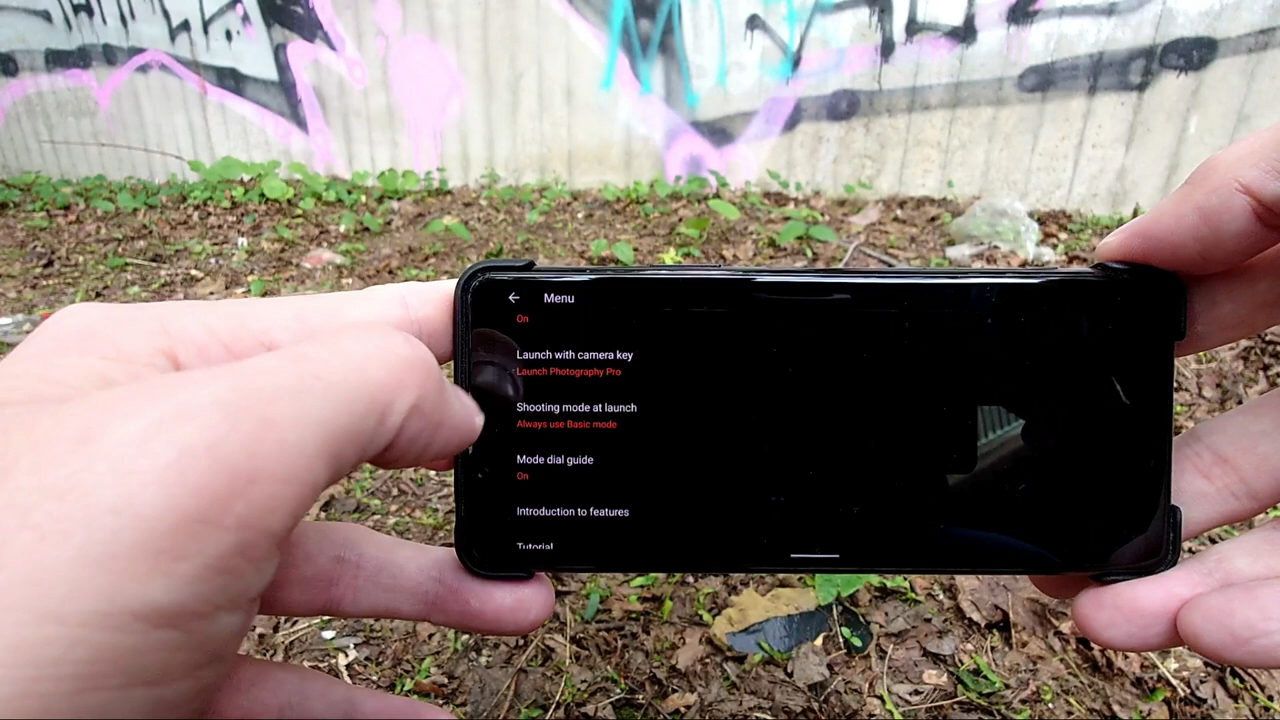 Menu
On
Launch with camera key
Launch Photography Pro
Shooting mode at launch
Always use Basic mode
Mode dial guide
On
Introduction to features
Tutorial